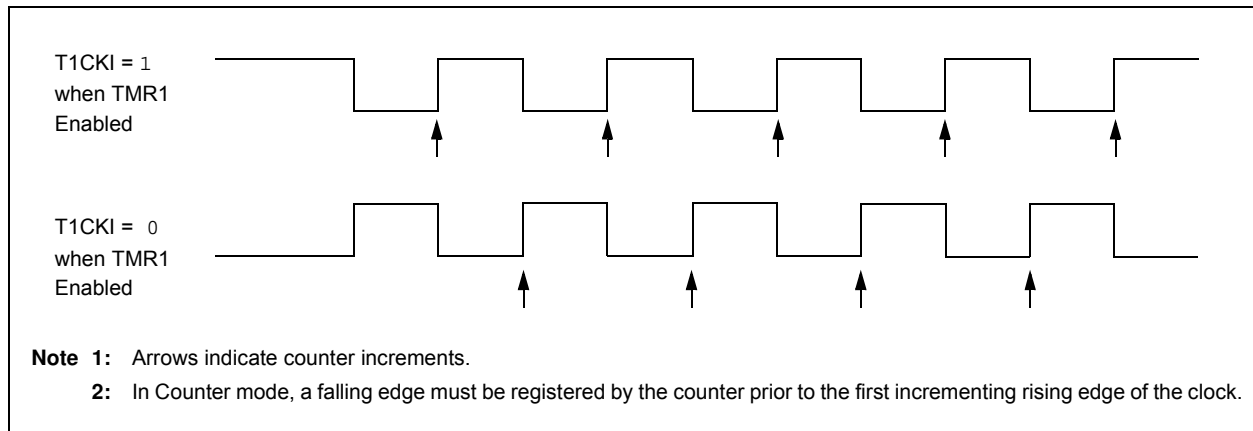 T1CKI = 1
when TMR1
Enabled
T1CKI = 0
when TMR1
Enabled
Note 1: Arrows indicate counter increments.
2: In Counter mode, a falling edge must be registered by the counter prior to the first incrementing rising edge of the clock.